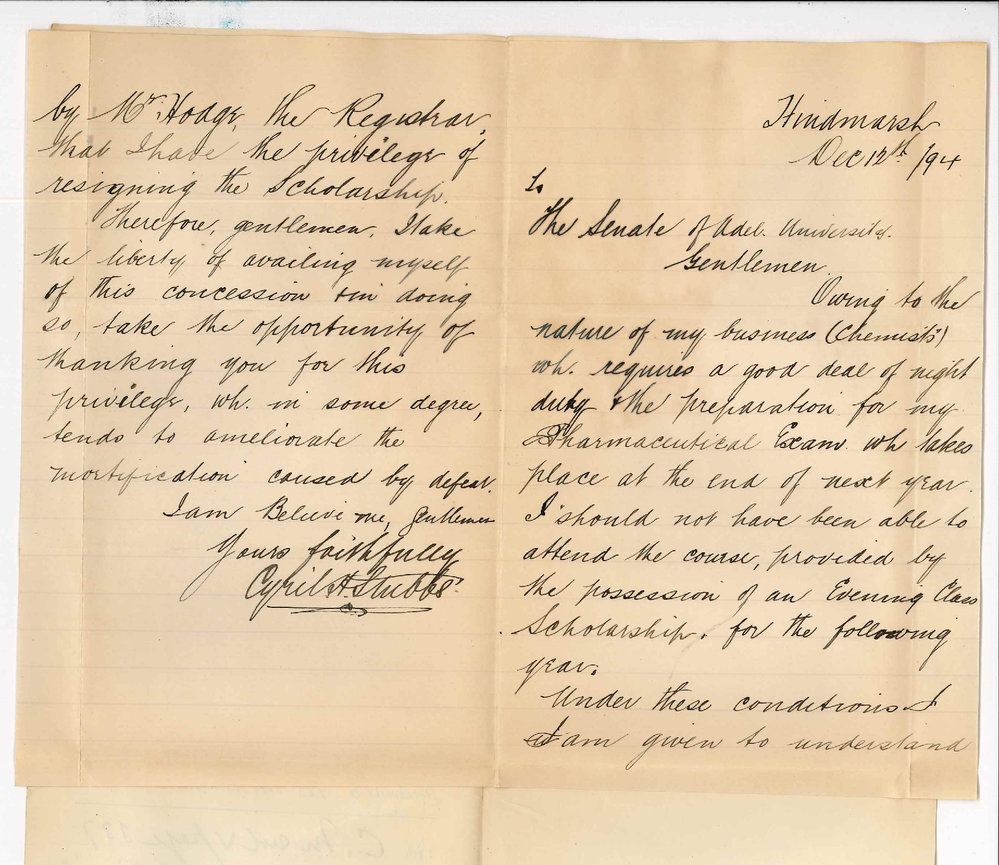 Hindmarsh
Dec 12th /94
To
The Senate of Adel. University.
Gentlemen.
Owing to the
nature of my business (Chemist's)
wh. requires a good deal of night
duty & the preparation for my
Pharmaceutical Exam. wh takes
place at the end of next year.
I should not have been able to
attend the course, provided by
the possession of an Evening Class
Scholarship, for the following
year.
Under these conditions I
I am given to understand
by Mr. Hodge, the Registrar,
that I have the privilege of
resigning the Scholarship.
Therefore, gentlemen, I take
the liberty of availing myself
of this concession & in doing
so, take the opportunity of
thanking you for this
privilege, wh. in some degree,
tends to ameliorate the
mortification caused by defeat.
I am Believe me, gentlemen
Yours faithfully
Cyril A Stubbs.